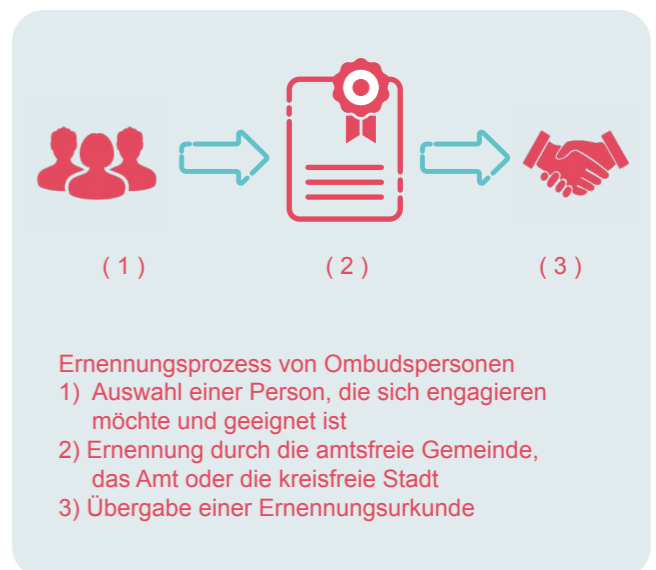 ( 1 ) ( 2 ) ( 3 )
Ernennungsprozess von Ombudspersonen
1) Auswahl einer Person, die sich engagieren
möchte und geeignet ist
2) Ernennung durch die amtsfreie Gemeinde,
das Amt oder die kreisfreie Stadt
3) Übergabe einer Ernennungsurkunde